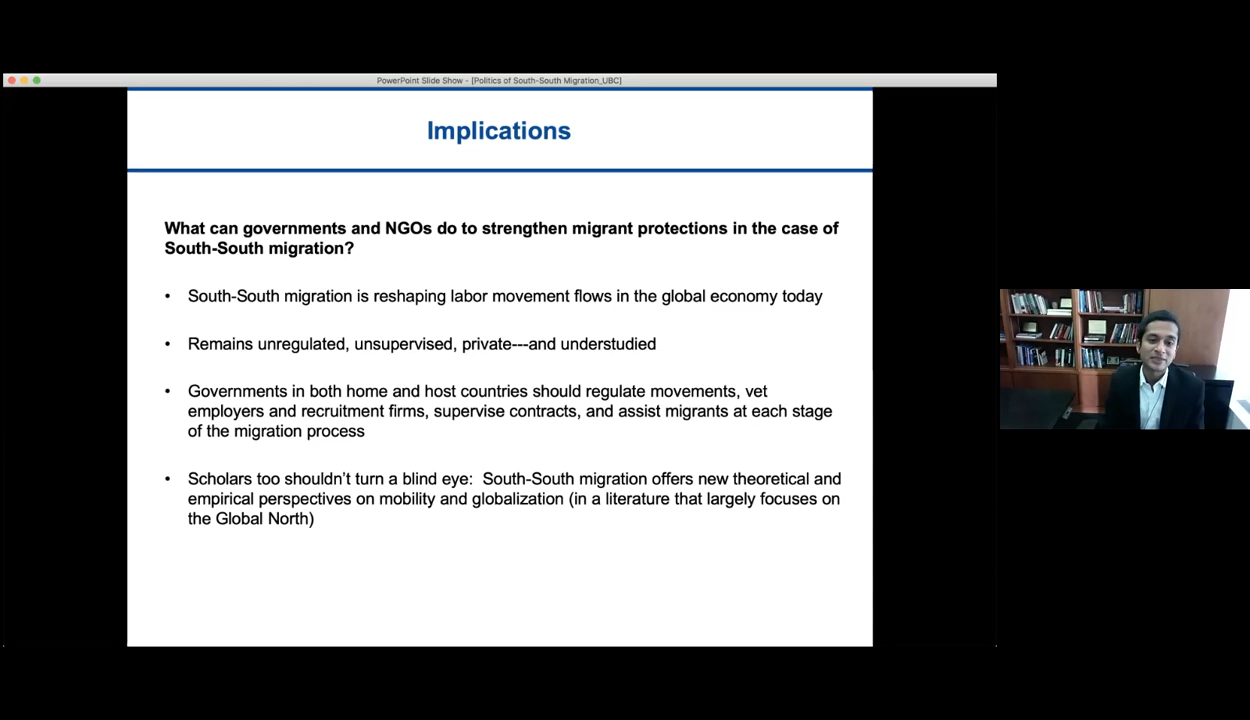 PowerPoint Slide Show - [Politics of South-South Migration_UBC]
Implications
What can governments and NGOs do to strengthen migrant protections in the case of
South-South migration?
• South-South migration is reshaping labor movement flows in the global economy today
• Remains unregulated, unsupervised, private---and understudied
• Governments in both home and host countries should regulate movements, vet
employers and recruitment firms, supervise contracts, and assist migrants at each stage
of the migration process
• Scholars too shouldn’t turn a blind eye:  South-South migration offers new theoretical and
empirical perspectives on mobility and globalization (in a literature that largely focuses on
the Global North)